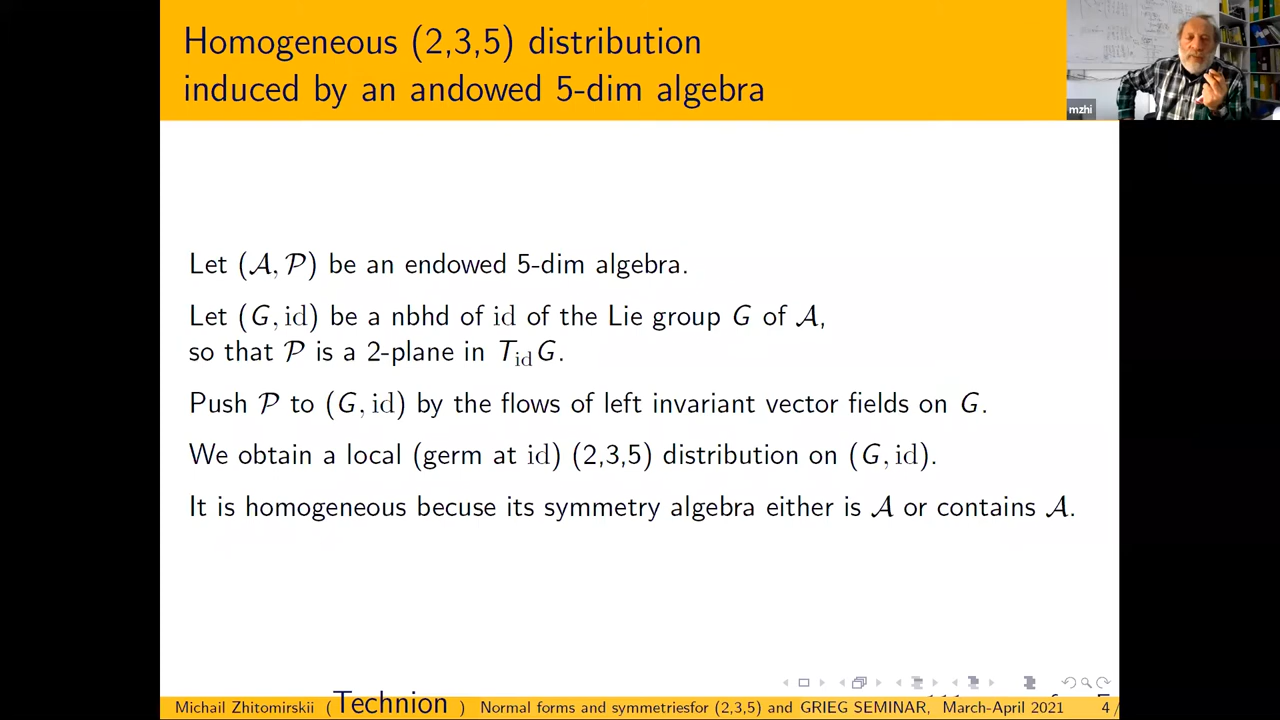 Homogeneous (2,3,5) distribution
induced by an andowed 5-dim algebra
mzhi
Let (𝒜, 𝒫) be an endowed 5-dim algebra.
Let (G, id) be a nbhd of id of the Lie group G of 𝒜,
so that 𝒫 is a 2-plane in T_id G.
Push 𝒫 to (G, id) by the flows of left invariant vector fields on G.
We obtain a local (germ at id) (2,3,5) distribution on (G, id).
It is homogeneous becuse its symmetry algebra either is 𝒜 or contains 𝒜.
Michail Zhitomirskii ( Technion ) Normal forms and symmetriesfor (2,3,5) and GRIEG SEMINAR, March-April 2021 4 /